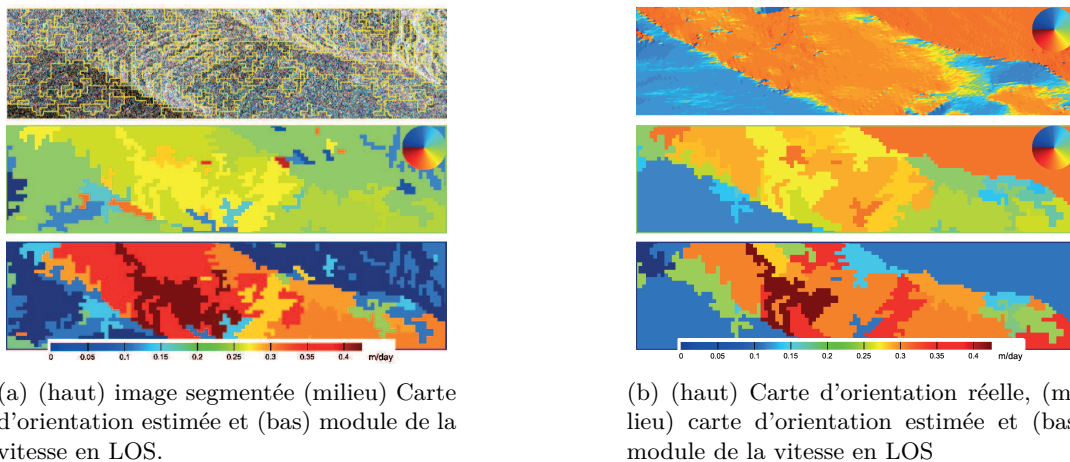 0 0.05 0.1 0.15 0.2 0.25 0.3 0.35 0.4 m/day
(a) (haut) image segmentée (milieu) Carte
d'orientation estimée et (bas) module de la
vitesse en LOS.
0 0.05 0.1 0.15 0.2 0.25 0.3 0.35 0.4 m/day
(b) (haut) Carte d'orientation réelle, (mi
lieu) carte d'orientation estimée et (bas
module de la vitesse en LOS